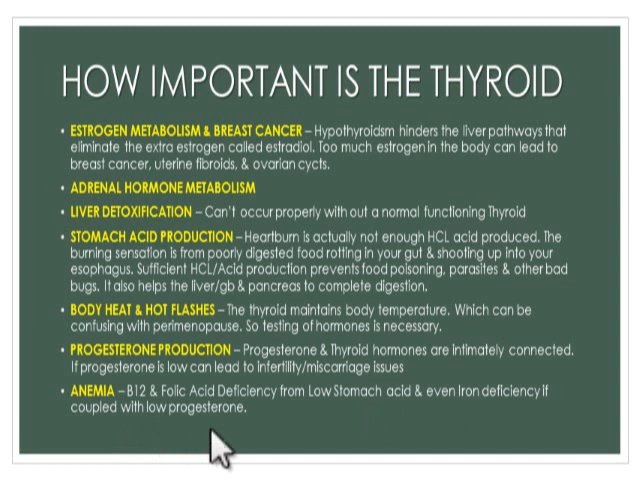 HOW IMPORTANT IS THE THYROID
• ESTROGEN METABOLISM & BREAST CANCER – Hypothyroidsm hinders the liver pathways that
eliminate the extra estrogen called estradiol. Too much estrogen in the body can lead to
breast cancer, uterine fibroids, & ovarian cycts.
• ADRENAL HORMONE METABOLISM
• LIVER DETOXIFICATION – Can't occur properly with out a normal functioning Thyroid
• STOMACH ACID PRODUCTION – Heartburn is actually not enough HCL acid produced. The
burning sensation is from poorly digested food rotting in your gut & shooting up into your
esophagus. Sufficient HCL/Acid production prevents food poisoning, parasites & other bad
bugs. It also helps the liver/gb & pancreas to complete digestion.
• BODY HEAT & HOT FLASHES – The thyroid maintains body temperature. Which can be
confusing with perimenopause. So testing of hormones is necessary.
• PROGESTERONE PRODUCTION – Progesterone & Thyroid hormones are intimately connected.
If progesterone is low can lead to infertility/miscarriage issues
• ANEMIA – B12 & Folic Acid Deficiency from Low Stomach acid & even Iron deficiency if
coupled with low progesterone.